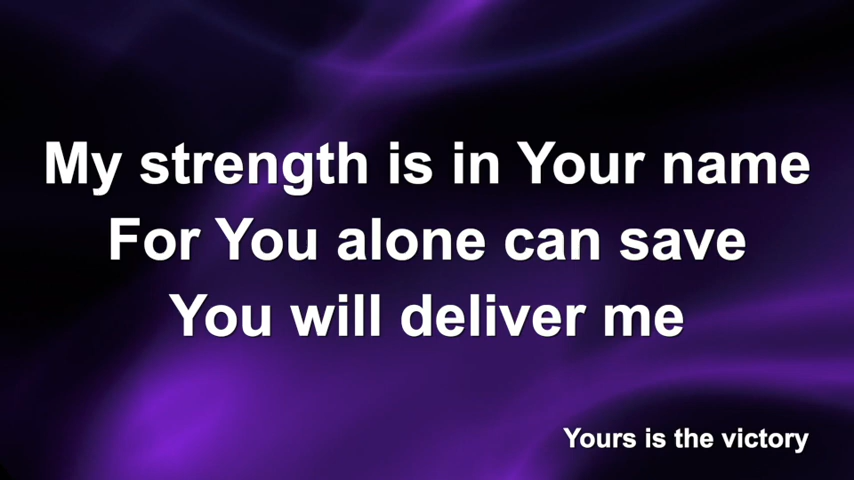 My strength is in Your name
For You alone can save
You will deliver me
Yours is the victory